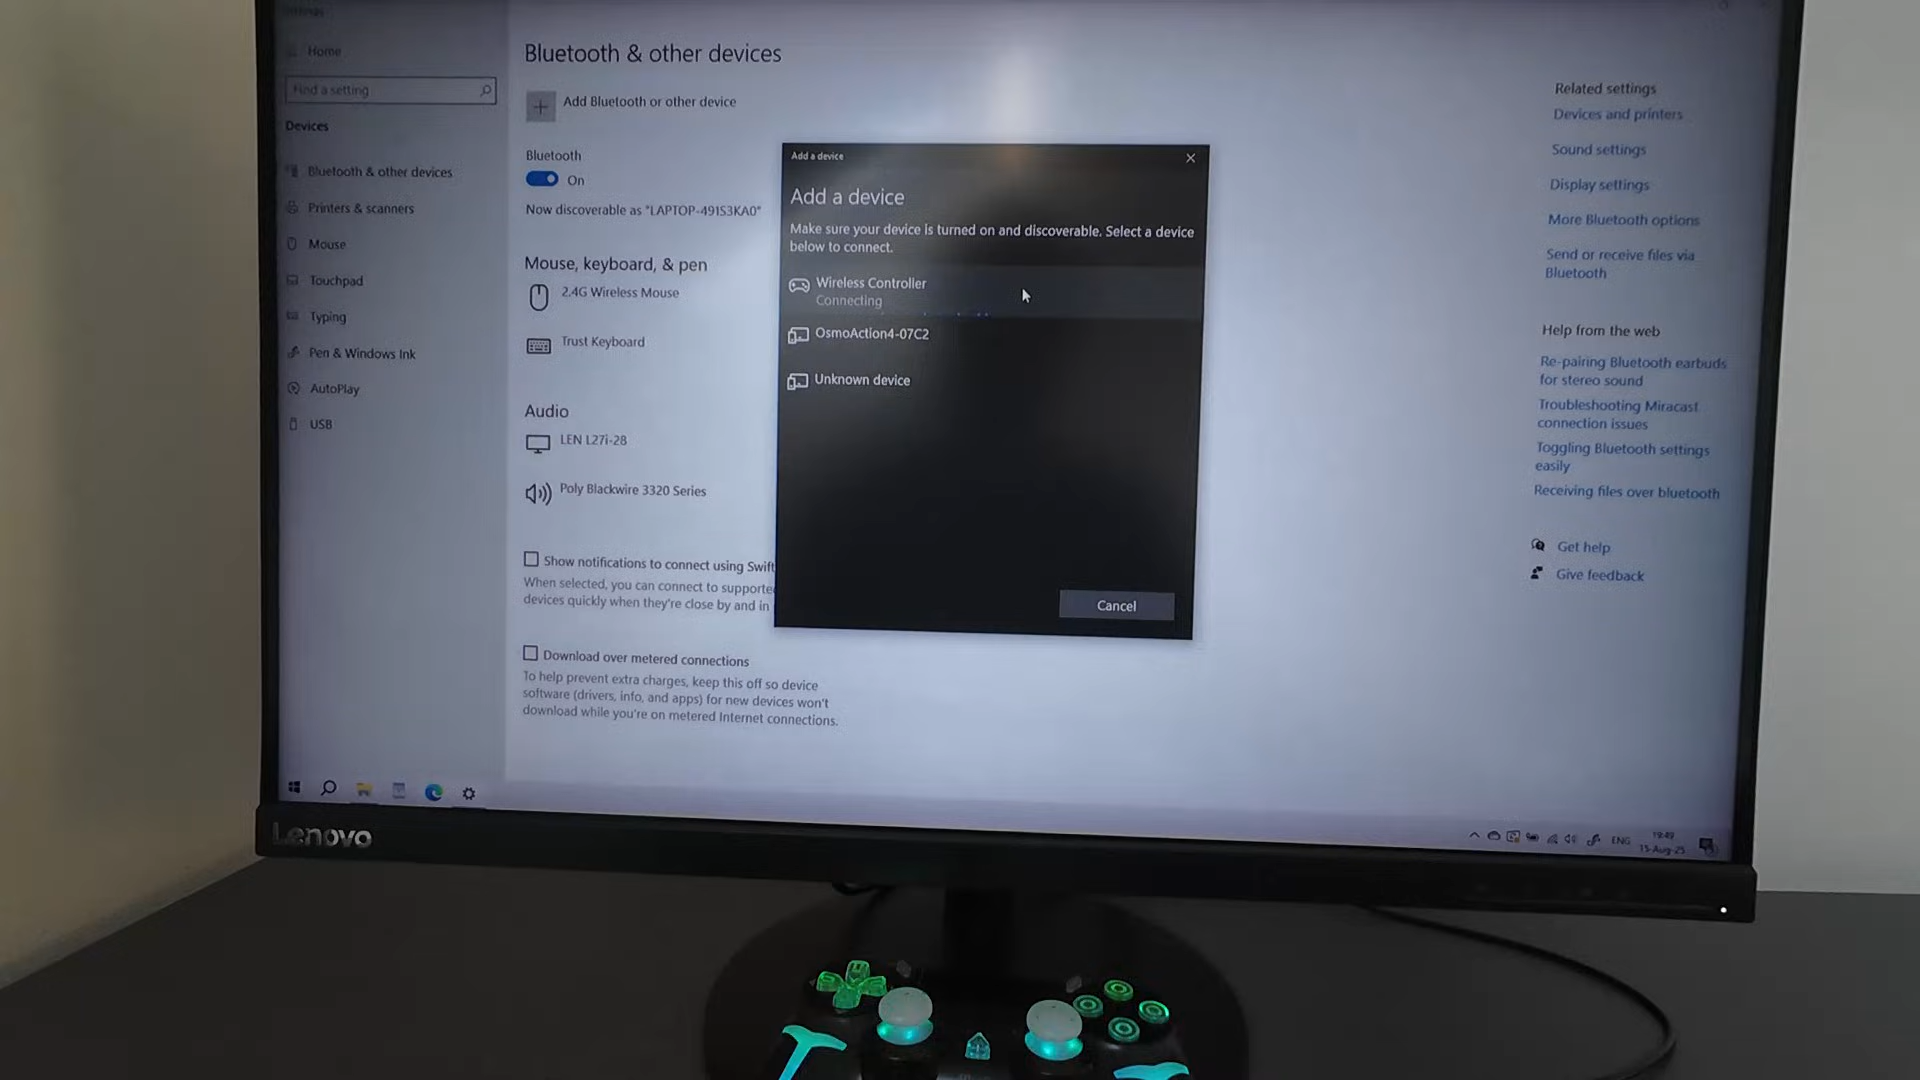 Settings
Home
Find a setting
Devices
Bluetooth & other devices
Printers & scanners
Mouse
Touchpad
Typing
Pen & Windows Ink
AutoPlay
USB
Bluetooth & other devices
Add Bluetooth or other device
Bluetooth
On
Now discoverable as "LAPTOP-491S3KA0"
Mouse, keyboard, & pen
2.4G Wireless Mouse
Trust Keyboard
Audio
LEN L27i-28
Poly Blackwire 3320 Series
Show notifications to connect using Swift
When selected, you can connect to supporte
devices quickly when they're close by and in
Download over metered connections
To help prevent extra charges, keep this off so device
software (drivers, info, and apps) for new devices won't
download while you're on metered Internet connections.
Add a device
Add a device
Make sure your device is turned on and discoverable. Select a device
below to connect.
Wireless Controller
Connecting
OsmoAction4-07C2
Unknown device
Cancel
Related settings
Devices and printers
Sound settings
Display settings
More Bluetooth options
Send or receive files via
Bluetooth
Help from the web
Re-pairing Bluetooth earbuds
for stereo sound
Troubleshooting Miracast
connection issues
Toggling Bluetooth settings
easily
Receiving files over bluetooth
Get help
Give feedback
ENG
19:49
15-Aug-25
Lenovo